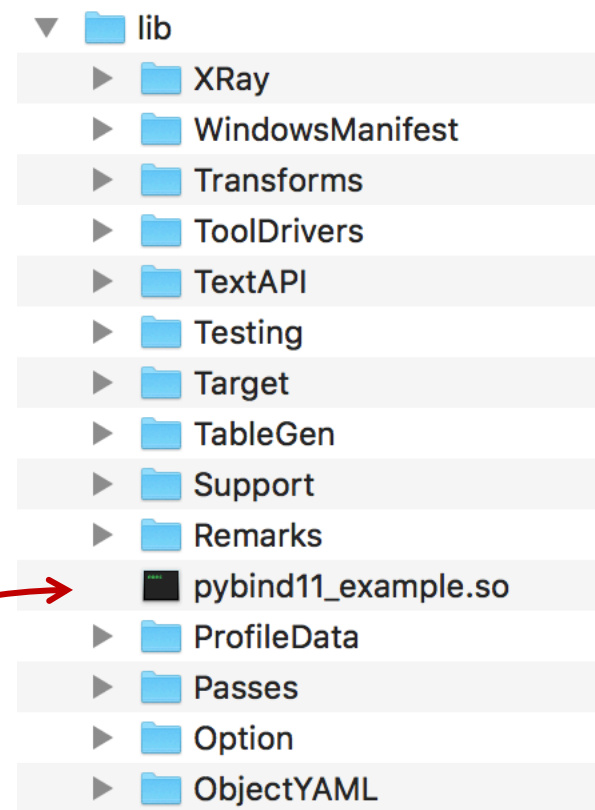 lib
XRay
WindowsManifest
Transforms
ToolDrivers
TextAPI
Testing
Target
TableGen
Support
Remarks
pybind11_example.so
ProfileData
Passes
Option
ObjectYAML